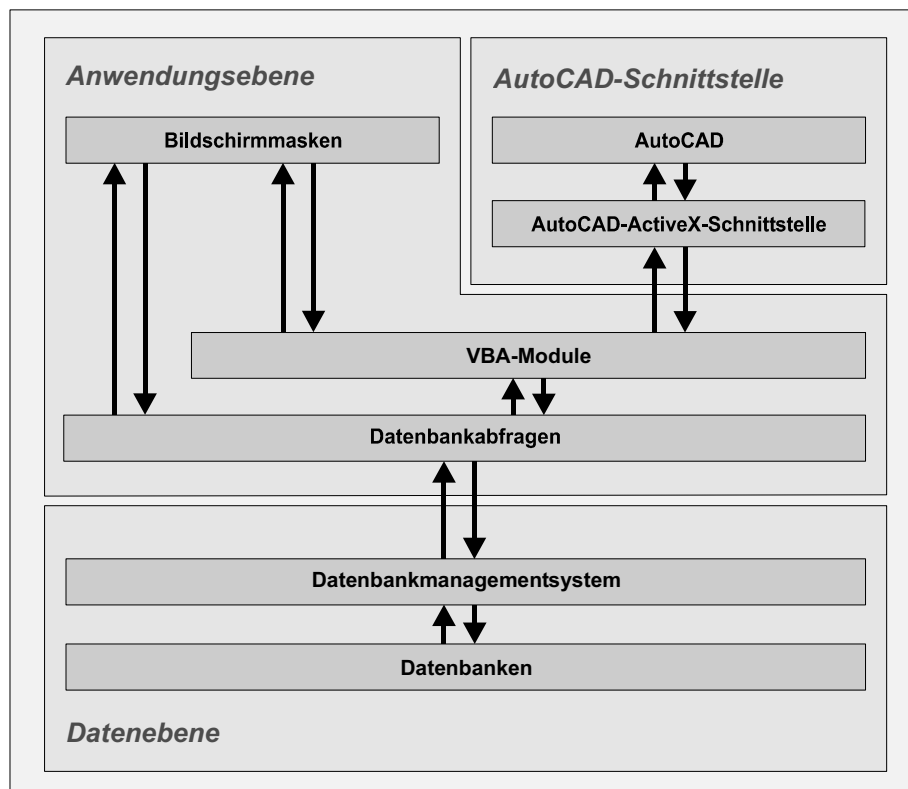 Anwendungsebene
AutoCAD-Schnittstelle
Bildschirmmasken
AutoCAD
AutoCAD-ActiveX-Schnittstelle
VBA-Module
Datenbankabfragen
Datenbankmanagementsystem
Datenbanken
Datenebene